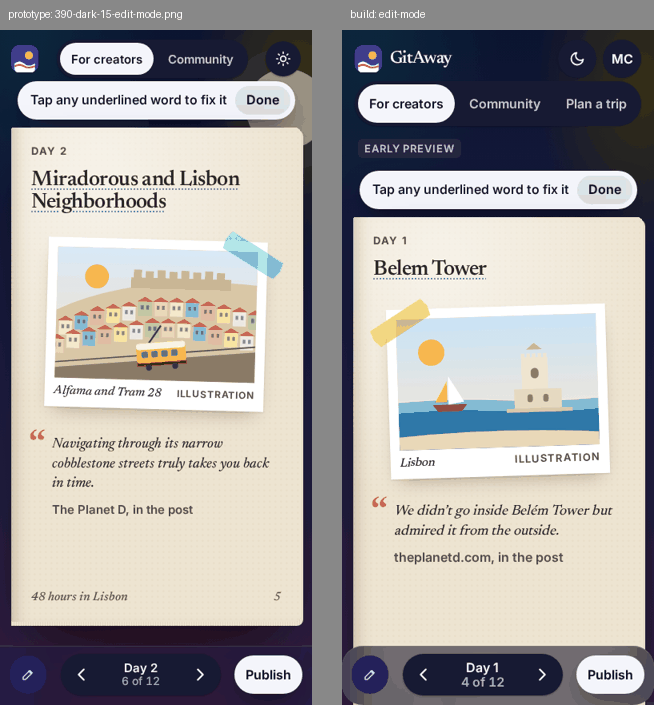 prototype: 390-dark-15-edit-mode.png
For creators
Community
Tap any underlined word to fix it
Done
DAY 2
Miradorous and Lisbon
Neighborhoods
Alfama and Tram 28
ILLUSTRATION
“
Navigating through its narrow
cobblestone streets truly takes you back
in time.
The Planet D, in the post
48 hours in Lisbon
5
Day 2
6 of 12
Publish
build: edit-mode
GitAway
MC
For creators
Community
Plan a trip
EARLY PREVIEW
Tap any underlined word to fix it
Done
DAY 1
Belem Tower
Lisbon
ILLUSTRATION
“
We didn’t go inside Belém Tower but
admired it from the outside.
theplanetd.com, in the post
Day 1
4 of 12
Publish